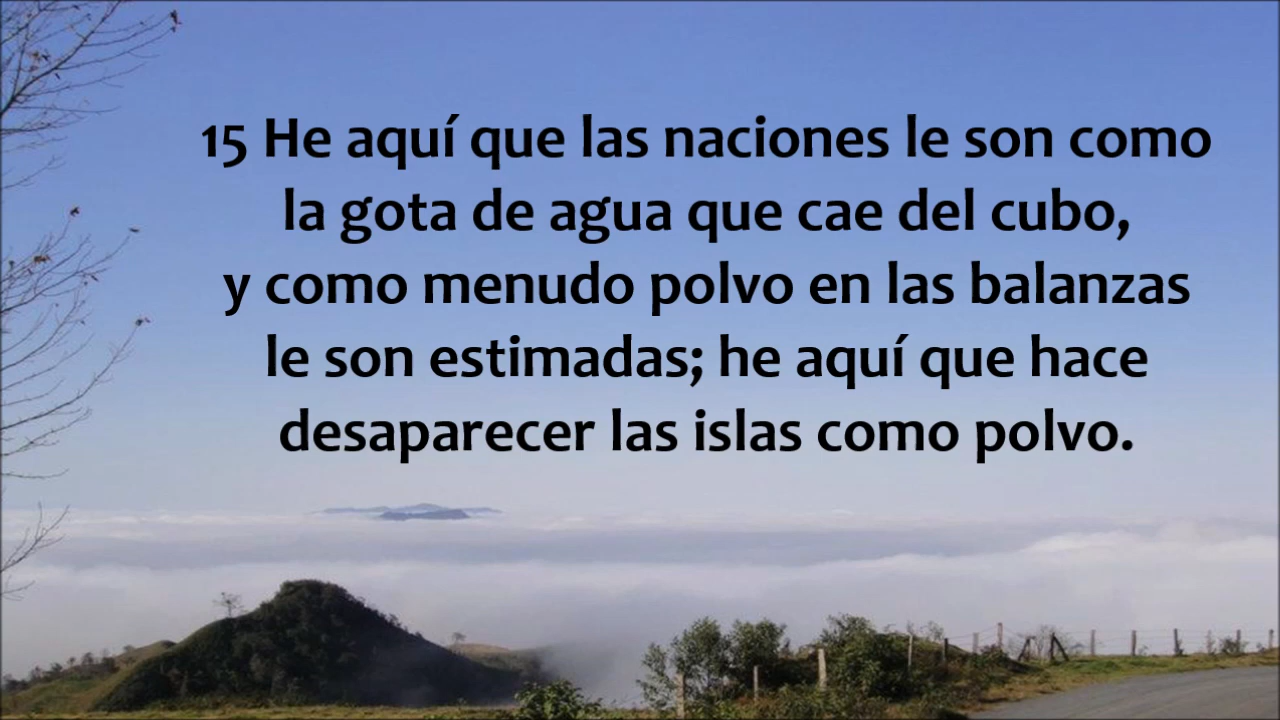 15 He aquí que las naciones le son como
la gota de agua que cae del cubo,
y como menudo polvo en las balanzas
le son estimadas; he aquí que hace
desaparecer las islas como polvo.